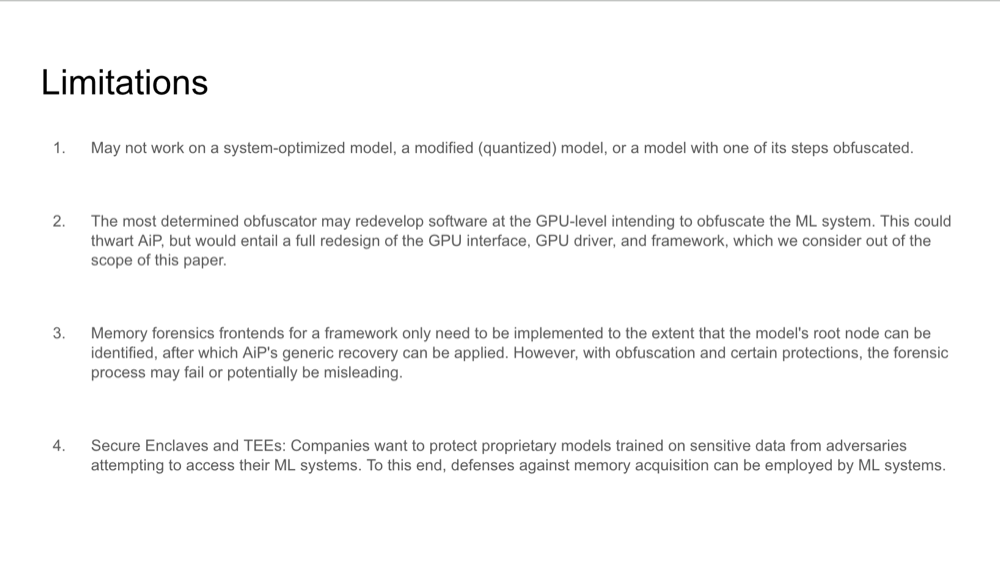 Limitations
1. May not work on a system-optimized model, a modified (quantized) model, or a model with one of its steps obfuscated.
2. The most determined obfuscator may redevelop software at the GPU-level intending to obfuscate the ML system. This could
thwart AiP, but would entail a full redesign of the GPU interface, GPU driver, and framework, which we consider out of the
scope of this paper.
3. Memory forensics frontends for a framework only need to be implemented to the extent that the model's root node can be
identified, after which AiP's generic recovery can be applied. However, with obfuscation and certain protections, the forensic
process may fail or potentially be misleading.
4. Secure Enclaves and TEEs: Companies want to protect proprietary models trained on sensitive data from adversaries
attempting to access their ML systems. To this end, defenses against memory acquisition can be employed by ML systems.